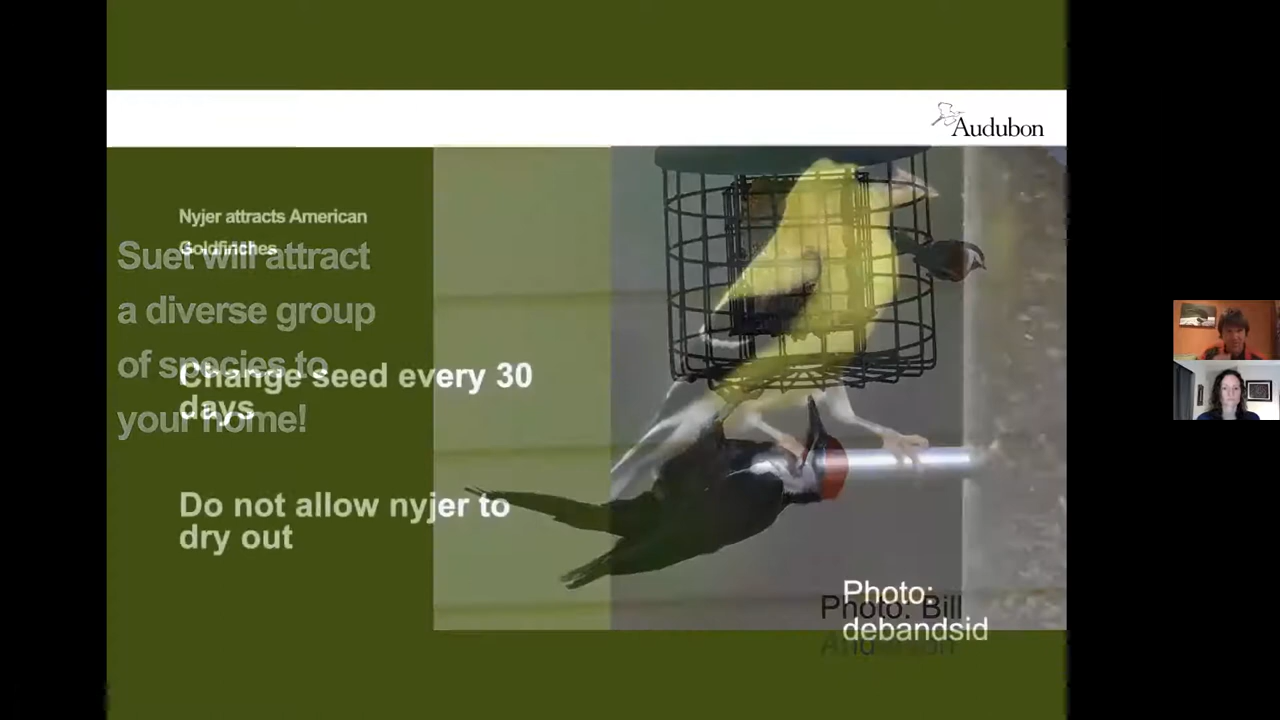 Audubon
Nyjer attracts American
Goldfinches
Suet will attract
a diverse group
of species to
your home!
Change seed every 30
days
Do not allow nyjer to
dry out
Photo:
debandsid
Photo: Bill
Anderson